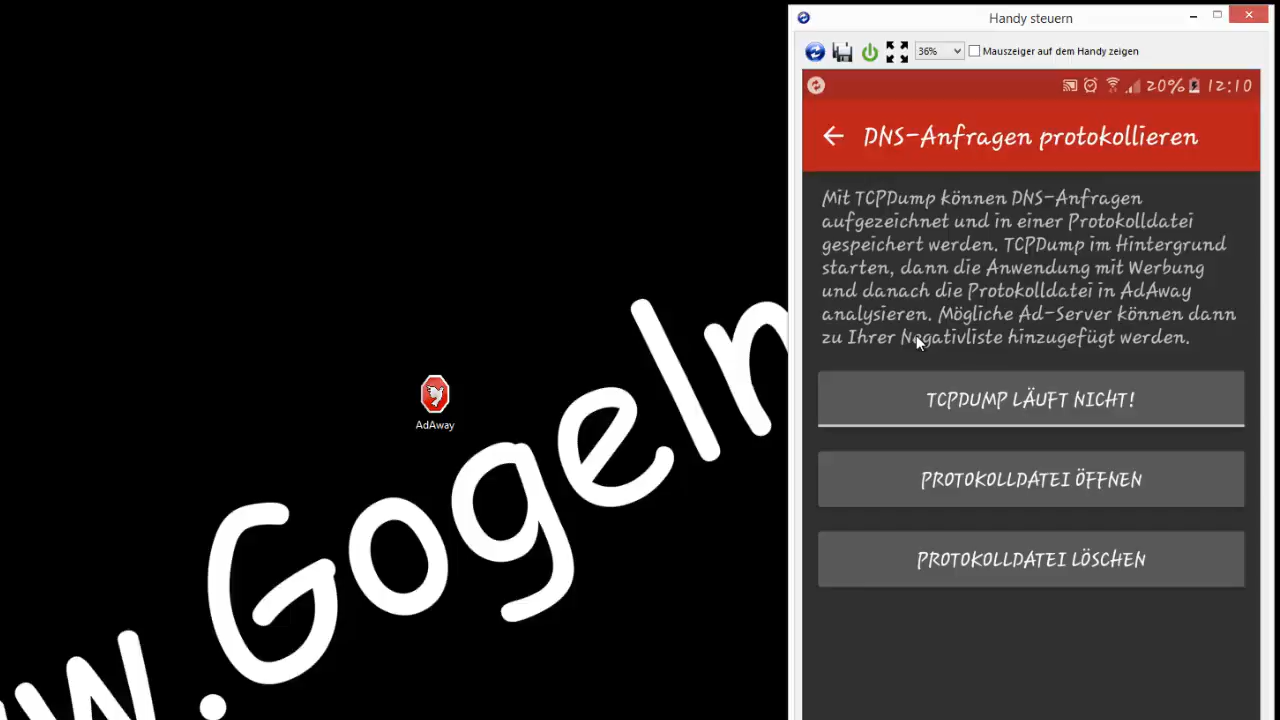 Handy steuern
36% Mauszeiger auf dem Handy zeigen
20% 12:10
DNS-Anfragen protokollieren
Mit TCPDump können DNS-Anfragen
aufgezeichnet und in einer Protokolldatei
gespeichert werden. TCPDump im Hintergrund
starten, dann die Anwendung mit Werbung
und danach die Protokolldatei in AdAway
analysieren. Mögliche Ad-Server können dann
zu Ihrer Negativliste hinzugefügt werden.
TCPDUMP LÄUFT NICHT!
PROTOKOLLDATEI ÖFFNEN
PROTOKOLLDATEI LÖSCHEN
AdAway
w.Gogeln